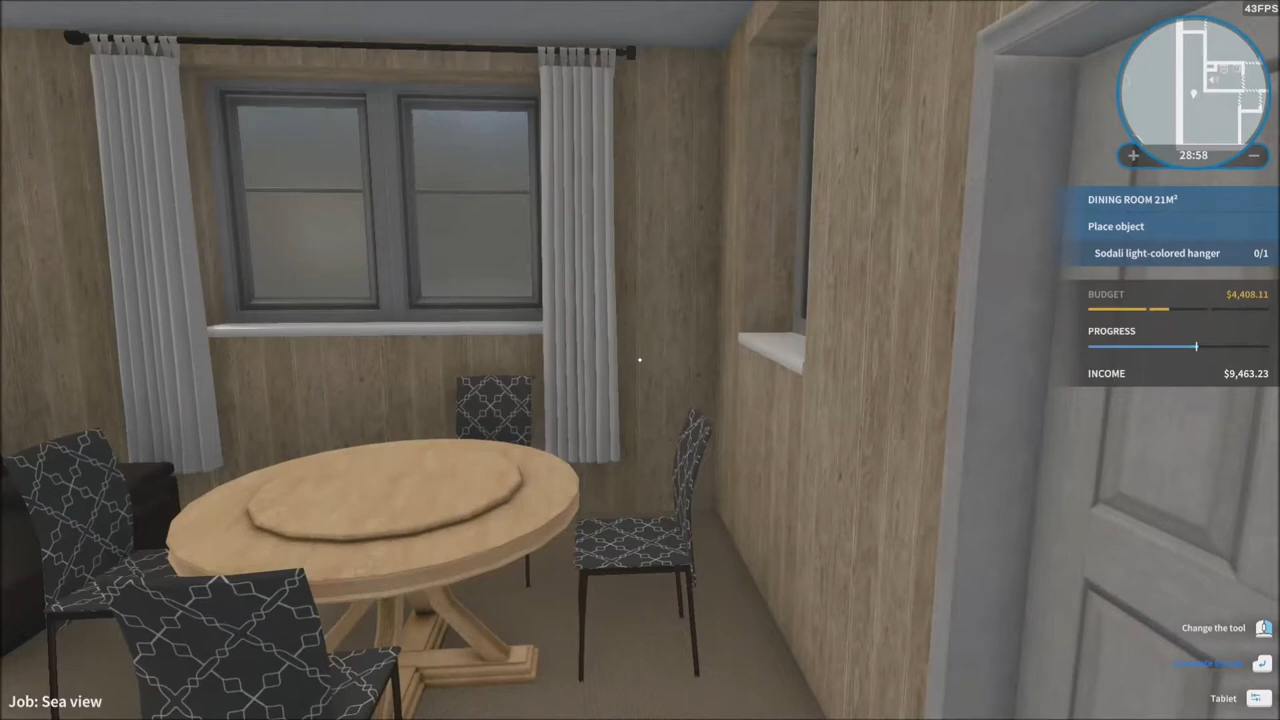 43FPS
28:58
DINING ROOM 21M²
Place object
Sodali light-colored hanger 0/1
BUDGET $4,408.11
PROGRESS
INCOME $9,463.23
Change the tool
Tablet
Job: Sea view